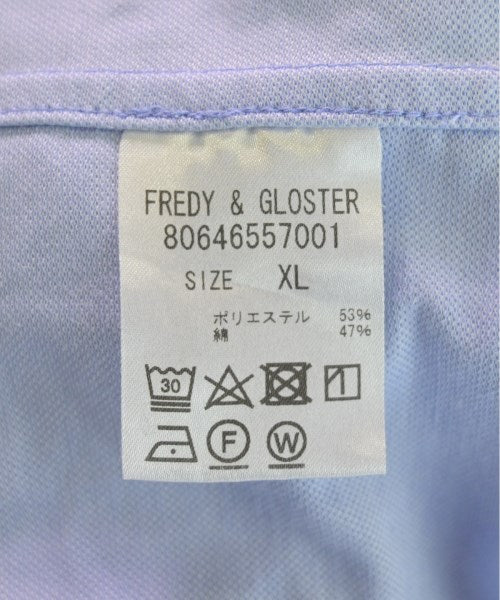 FREDY & GLOSTER
80646557001
SIZE XL
ポリエステル 53%
綿 47%
30
F W